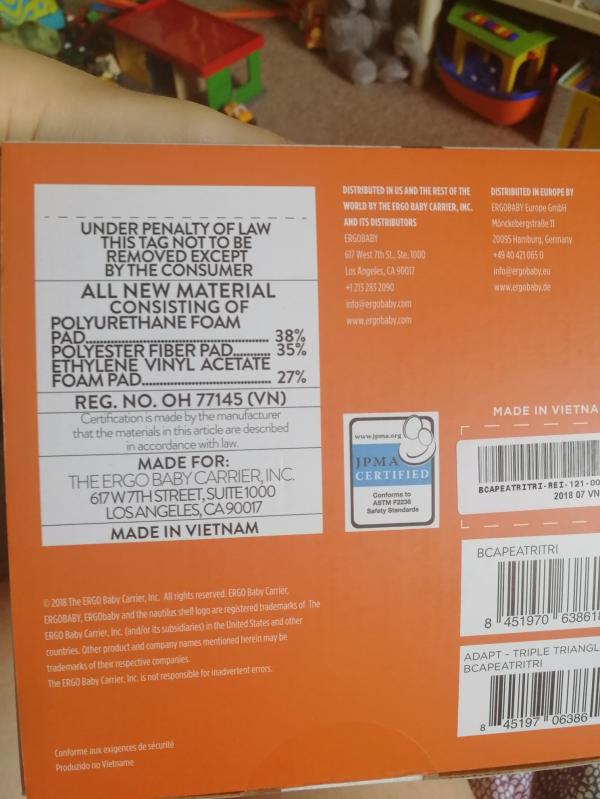 UNDER PENALTY OF LAW
THIS TAG NOT TO BE
REMOVED EXCEPT
BY THE CONSUMER
ALL NEW MATERIAL
CONSISTING OF
POLYURETHANE FOAM
PAD........................................ 38%
POLYESTER FIBER PAD.......... 35%
ETHYLENE VINYL ACETATE
FOAM PAD............................ 27%
REG. NO. OH 77145 (VN)
Certification is made by the manufacturer
that the materials in this article are described
in accordance with law.
MADE FOR:
THE ERGO BABY CARRIER, INC.
617 W 7TH STREET, SUITE 1000
LOS ANGELES, CA 90017
MADE IN VIETNAM
DISTRIBUTED IN US AND THE REST OF THE
WORLD BY THE ERGO BABY CARRIER, INC.
AND ITS DISTRIBUTORS
ERGOBABY
617 West 7th St., Ste. 1000
Los Angeles, CA 90017
+1 213 283 2090
info@ergobaby.com
www.ergobaby.com
DISTRIBUTED IN EUROPE BY
ERGOBABY Europe GmbH
Mönckebergstraße 11
20095 Hamburg, Germany
+49 40 421 065 0
info@ergobaby.eu
www.ergobaby.de
www.jpma.org
JPMA
CERTIFIED
Conforms to
ASTM F2236
Safety Standards
MADE IN VIETNA
BCAPEATRITRI-REI-121-00
2018 07 VN
BCAPEATRITRI
8 451970 63861
ADAPT - TRIPLE TRIANGL
BCAPEATRITRI
8 45197 06386
© 2018 The ERGO Baby Carrier, Inc. All rights reserved. ERGO Baby Carrier,
ERGOBABY, ERGObaby and the nautilus shell logo are registered trademarks of The
ERGO Baby Carrier, Inc. (and/or its subsidiaries) in the United States and other
countries. Other product and company names mentioned herein may be
trademarks of their respective companies.
The ERGO Baby Carrier, Inc. is not responsible for inadvertent errors.
Conforme aux exigences de sécurité
Produzido no Vietname